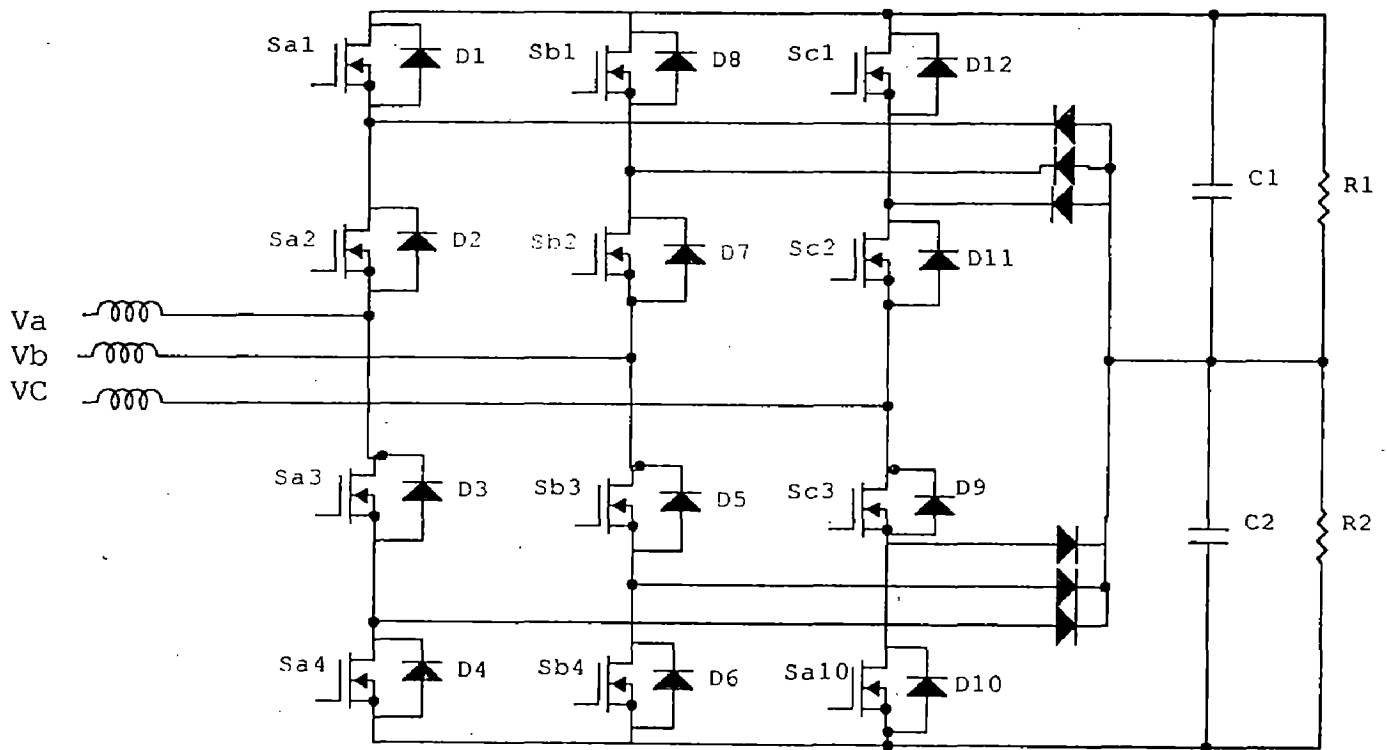 Sa1
D1
Sb1
D8
Sc1
D12
C1
R1
Sa2
D2
Sb2
D7
Sc2
D11
Va
Vb
VC
Sa3
D3
Sb3
D5
Sc3
D9
C2
R2
Sa4
D4
Sb4
D6
Sa10
D10